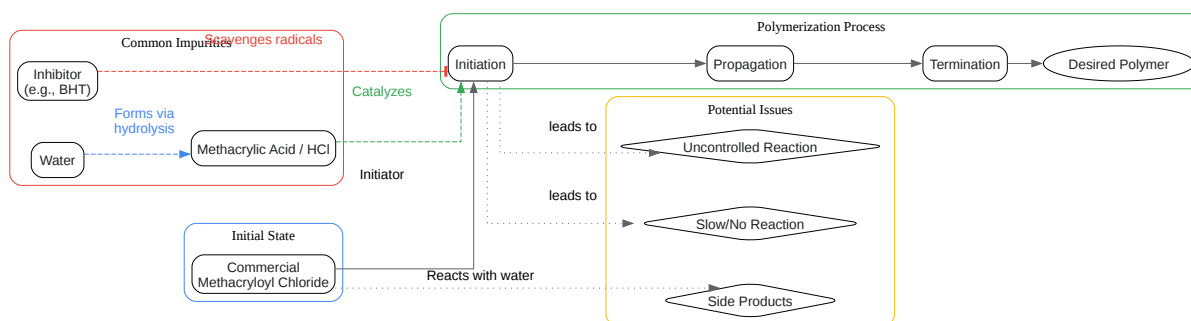 Polymerization Process
Common Impurities
Scavenges radicals
Inhibitor
(e.g., BHT)
Initiation
Propagation
Termination
Desired Polymer
Catalyzes
Forms via
hydrolysis
Potential Issues
leads to
Water
Methacrylic Acid / HCl
Uncontrolled Reaction
Initiator
leads to
Slow/No Reaction
Initial State
Commercial
Methacryloyl Chloride
Reacts with water
Side Products